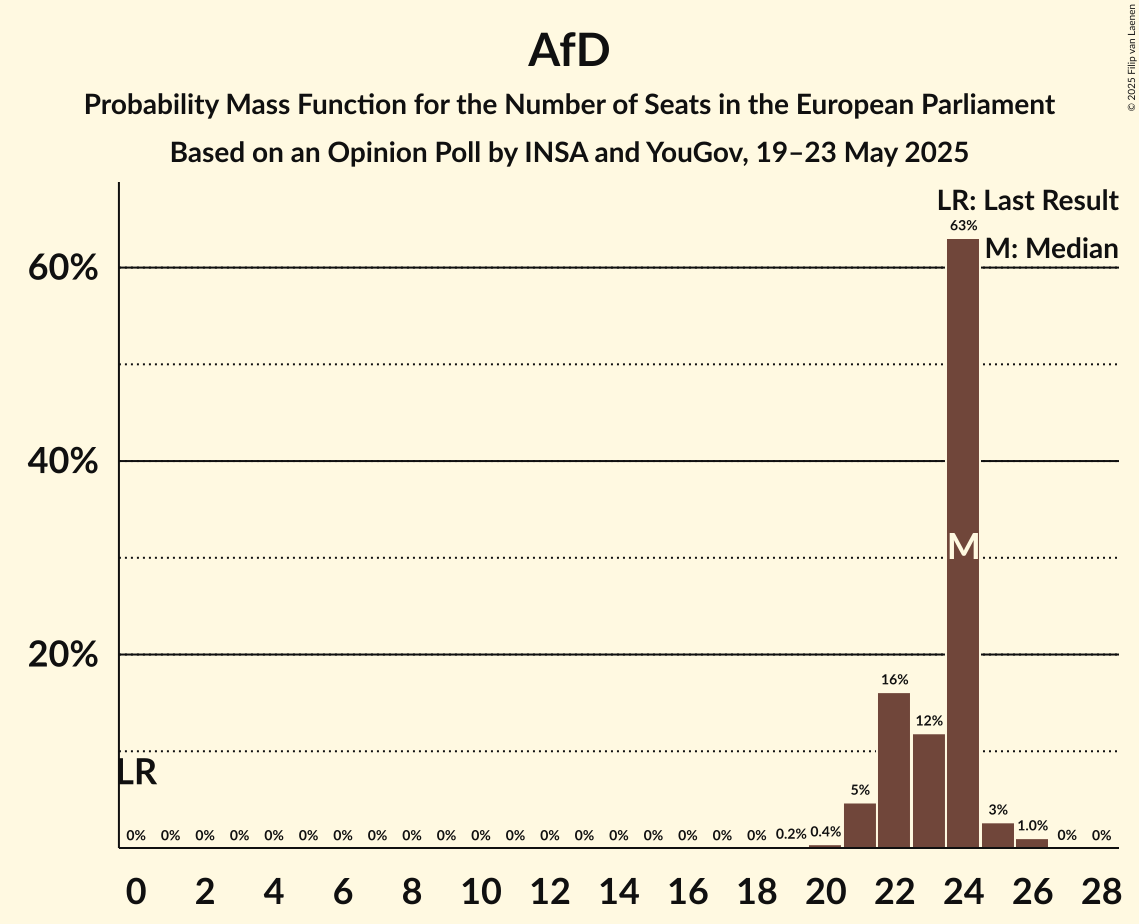 AfD
Probability Mass Function for the Number of Seats in the European Parliament
Based on an Opinion Poll by INSA and YouGov, 19–23 May 2025
© 2025 Filip van Laenen
LR: Last Result
M: Median
60%
40%
20%
LR
M
0% 0% 0% 0% 0% 0% 0% 0% 0% 0% 0% 0% 0% 0% 0% 0% 0% 0% 0% 0.2% 0.4% 5% 16% 12% 63% 3% 1.0% 0% 0%
0 2 4 6 8 10 12 14 16 18 20 22 24 26 28